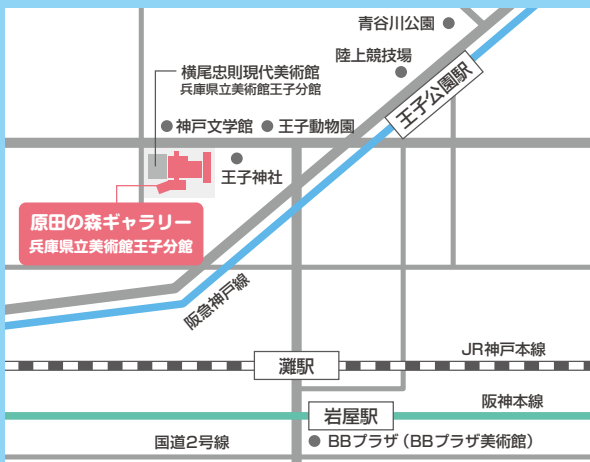 青谷川公園
陸上競技場
横尾忠則現代美術館
兵庫県立美術館王子分館
王子公園駅
神戸文学館
王子動物園
王子神社
原田の森ギャラリー
兵庫県立美術館王子分館
阪急神戸線
JR神戸本線
灘駅
阪神本線
岩屋駅
国道2号線
BBプラザ（BBプラザ美術館）